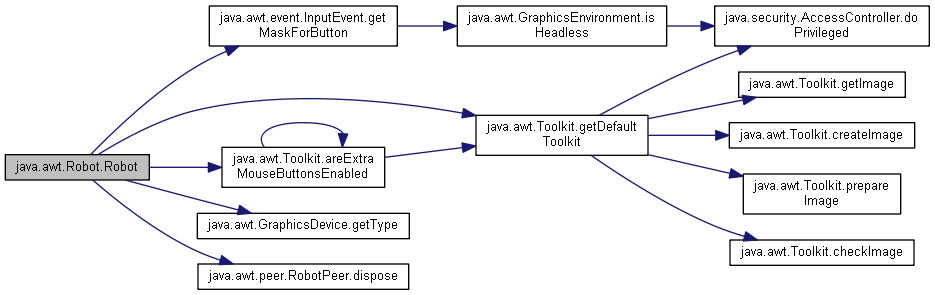 java.awt.event.InputEvent.get
MaskForButton
java.awt.GraphicsEnvironment.is
Headless
java.security.AccessController.do
Privileged
java.awt.Toolkit.getImage
java.awt.Toolkit.getDefault
Toolkit
java.awt.Toolkit.createImage
java.awt.Robot.Robot
java.awt.Toolkit.areExtra
MouseButtonsEnabled
java.awt.Toolkit.prepare
Image
java.awt.GraphicsDevice.getType
java.awt.Toolkit.checkImage
java.awt.peer.RobotPeer.dispose